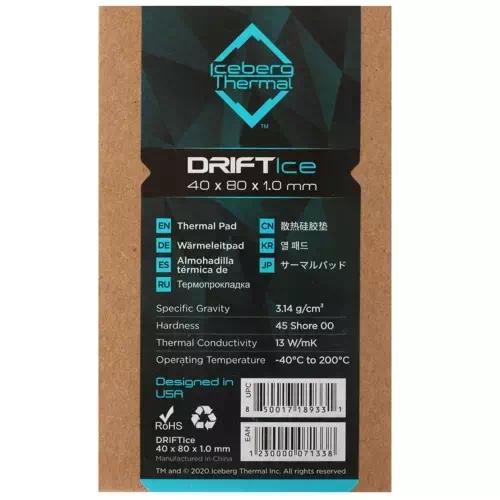 Iceberg
Thermal
TM
DRIFTIce
40 x 80 x 1.0 mm
EN Thermal Pad
DE Wärmeleitpad
ES Almohadilla
térmica de
RU Термопрокладка
CN 散热硅胶垫
KR 열 패드
JP サーマルパッド
Specific Gravity 3.14 g/cm³
Hardness 45 Shore 00
Thermal Conductivity 13 W/mK
Operating Temperature -40°C to 200°C
Designed in
USA
RoHS
DRIFTIce
40 x 80 x 1.0 mm
Manufactured in China
UPC
8 50017 18933 1
EAN
1 230000 071338
TM and © 2020 Iceberg Thermal Inc. All rights reserved